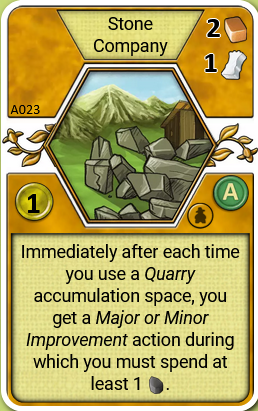 Stone
Company
2
1
A023
1
A
Immediately after each time
you use a Quarry
accumulation space, you
get a Major or Minor
Improvement action during
which you must spend at
least 1 .